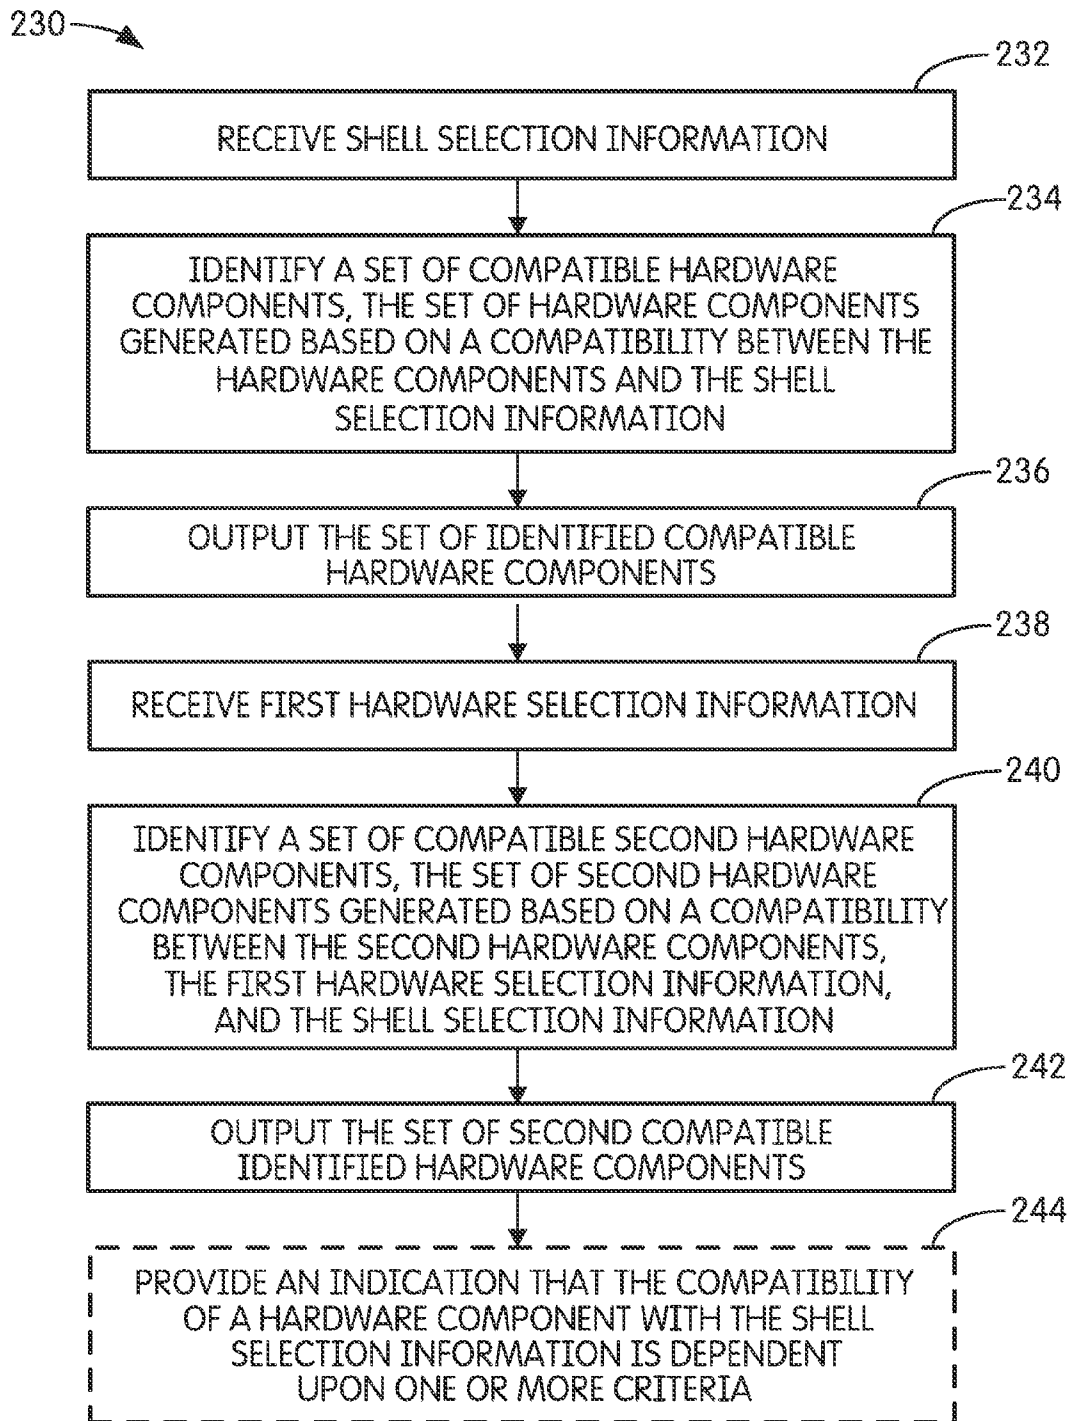 230
232
RECEIVE SHELL SELECTION INFORMATION
234
IDENTIFY A SET OF COMPATIBLE HARDWARE
COMPONENTS, THE SET OF HARDWARE COMPONENTS
GENERATED BASED ON A COMPATIBILITY BETWEEN THE
HARDWARE COMPONENTS AND THE SHELL
SELECTION INFORMATION
236
OUTPUT THE SET OF IDENTIFIED COMPATIBLE
HARDWARE COMPONENTS
238
RECEIVE FIRST HARDWARE SELECTION INFORMATION
240
IDENTIFY A SET OF COMPATIBLE SECOND HARDWARE
COMPONENTS, THE SET OF SECOND HARDWARE
COMPONENTS GENERATED BASED ON A COMPATIBILITY
BETWEEN THE SECOND HARDWARE COMPONENTS,
THE FIRST HARDWARE SELECTION INFORMATION,
AND THE SHELL SELECTION INFORMATION
242
OUTPUT THE SET OF SECOND COMPATIBLE
IDENTIFIED HARDWARE COMPONENTS
244
PROVIDE AN INDICATION THAT THE COMPATIBILITY
OF A HARDWARE COMPONENT WITH THE SHELL
SELECTION INFORMATION IS DEPENDENT
UPON ONE OR MORE CRITERIA